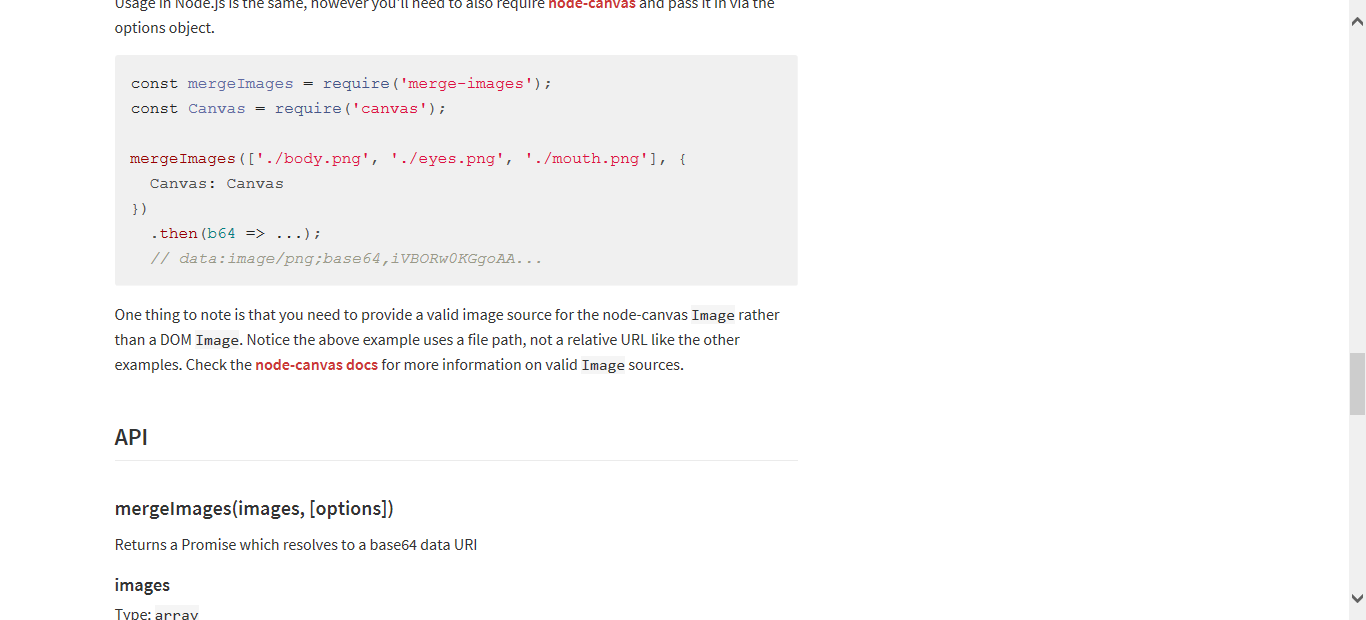 Usage in Node.js is the same, however you'll need to also require node-canvas and pass it in via the
options object.
const mergeImages = require('merge-images');
const Canvas = require('canvas');
mergeImages(['./body.png', './eyes.png', './mouth.png'], {
  Canvas: Canvas
})
  .then(b64 => ...);
  // data:image/png;base64,iVBORw0KGgoAA...
One thing to note is that you need to provide a valid image source for the node-canvas Image rather
than a DOM Image. Notice the above example uses a file path, not a relative URL like the other
examples. Check the node-canvas docs for more information on valid Image sources.
API
mergeImages(images, [options])
Returns a Promise which resolves to a base64 data URI
images
Type: array